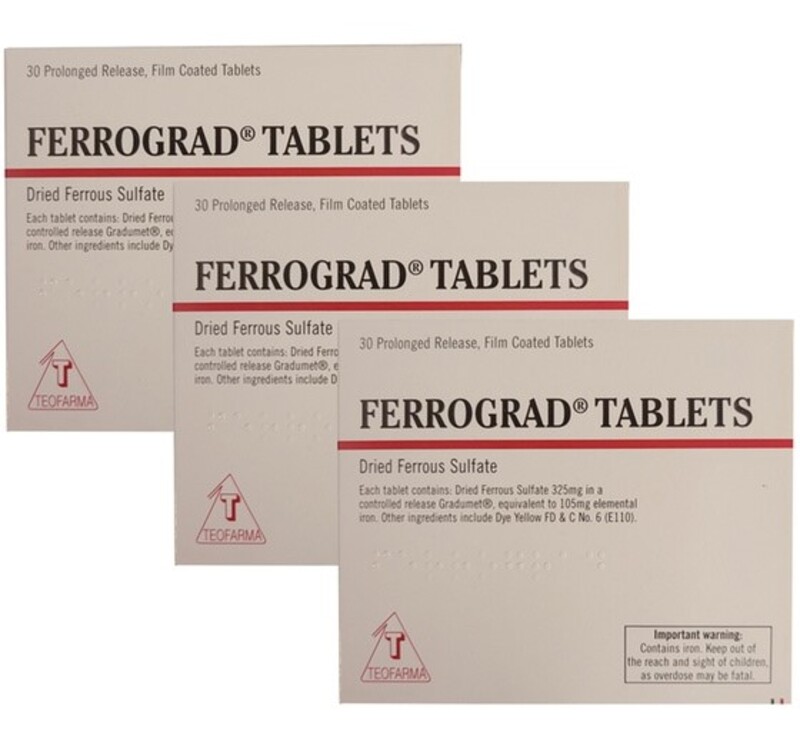 30 Prolonged Release, Film Coated Tablets
FERROGRAD® TABLETS
Dried Ferrous Sulfate
Each tablet contains: Dried
controlled release Gradumet®,
iron. Other ingredients include
T
TEOFARMA
30 Prolonged Release, Film Coated Tablets
FERROGRAD® TABLETS
Dried Ferrous Sulfate
Each tablet contains: Dried
controlled release Gradumet®,
iron. Other ingredients include
T
TEOFARMA
30 Prolonged Release, Film Coated Tablets
FERROGRAD® TABLETS
Dried Ferrous Sulfate
Each tablet contains: Dried Ferrous Sulfate 325mg in a
controlled release Gradumet®, equivalent to 105mg elemental
iron. Other ingredients include Dye Yellow FD & C No. 6 (E110).
T
TEOFARMA
Important warning:
Contains iron. Keep out of
the reach and sight of children,
as overdose may be fatal.